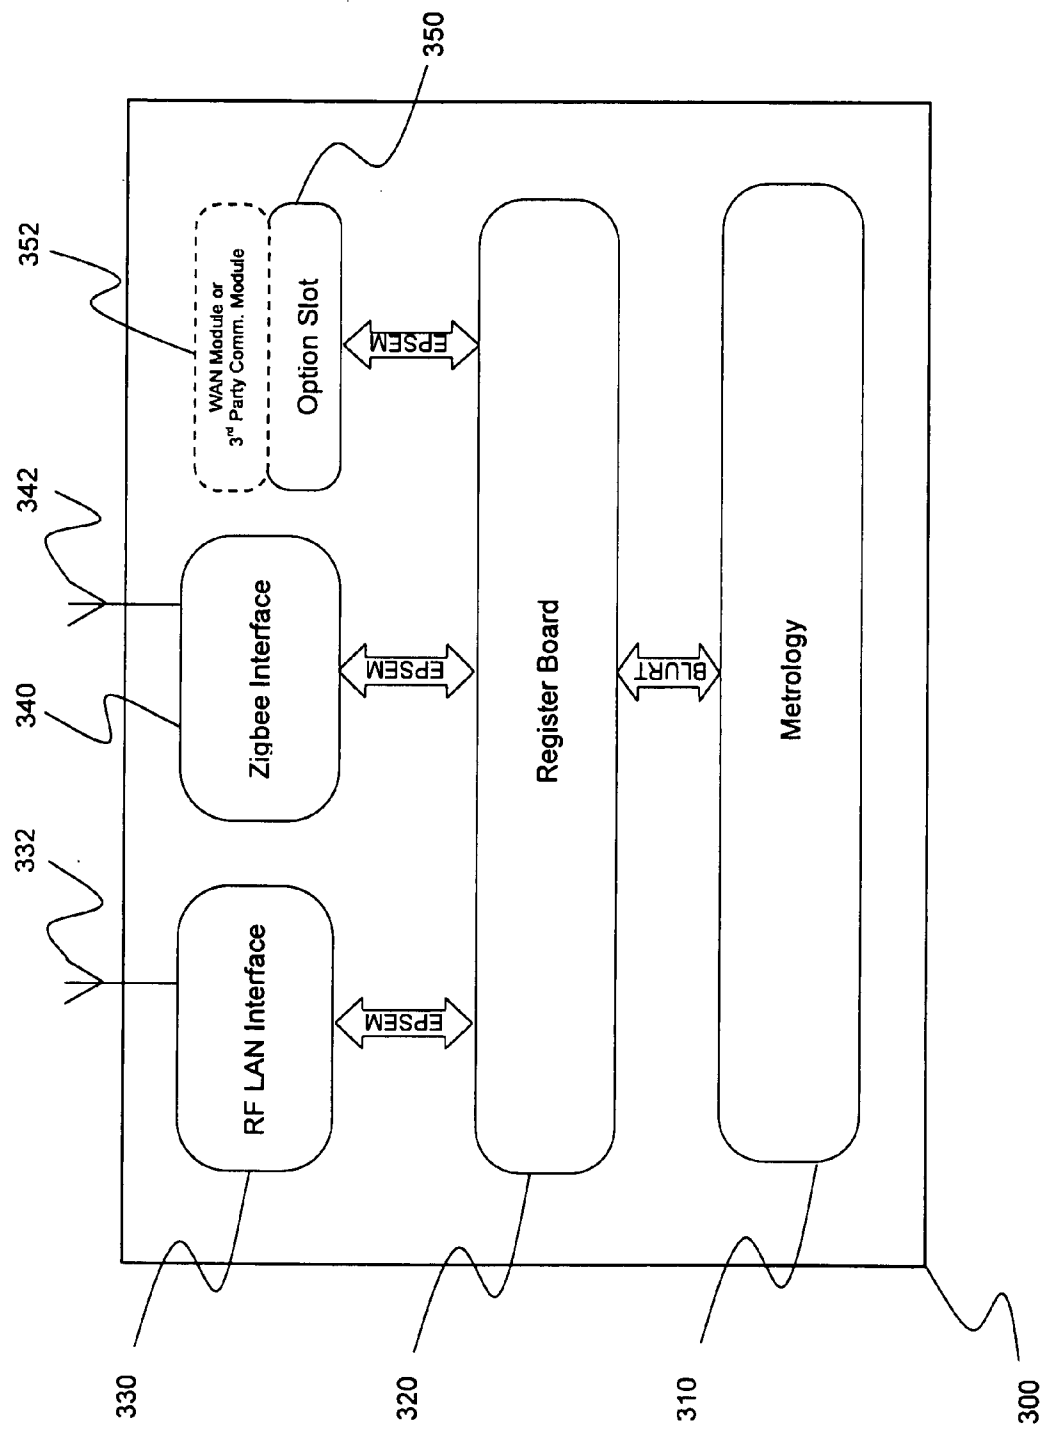 332
342
352
350
RF LAN Interface
Zigbee Interface
WAN Module or
3rd Party Comm. Module
Option Slot
EPSEM
EPSEM
EPSEM
Register Board
BLURT
Metrology
330
320
310
340
300